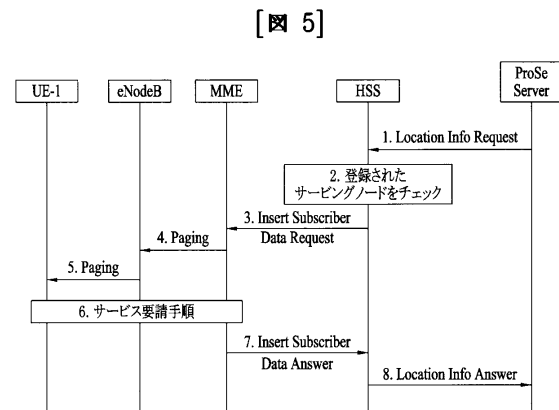 [図 5]
UE-1
eNodeB
MME
HSS
ProSe
Server
1. Location Info Request
2. 登録された
サービングノードをチェック
3. Insert Subscriber
Data Request
4. Paging
5. Paging
6. サービス要請手順
7. Insert Subscriber
Data Answer
8. Location Info Answer